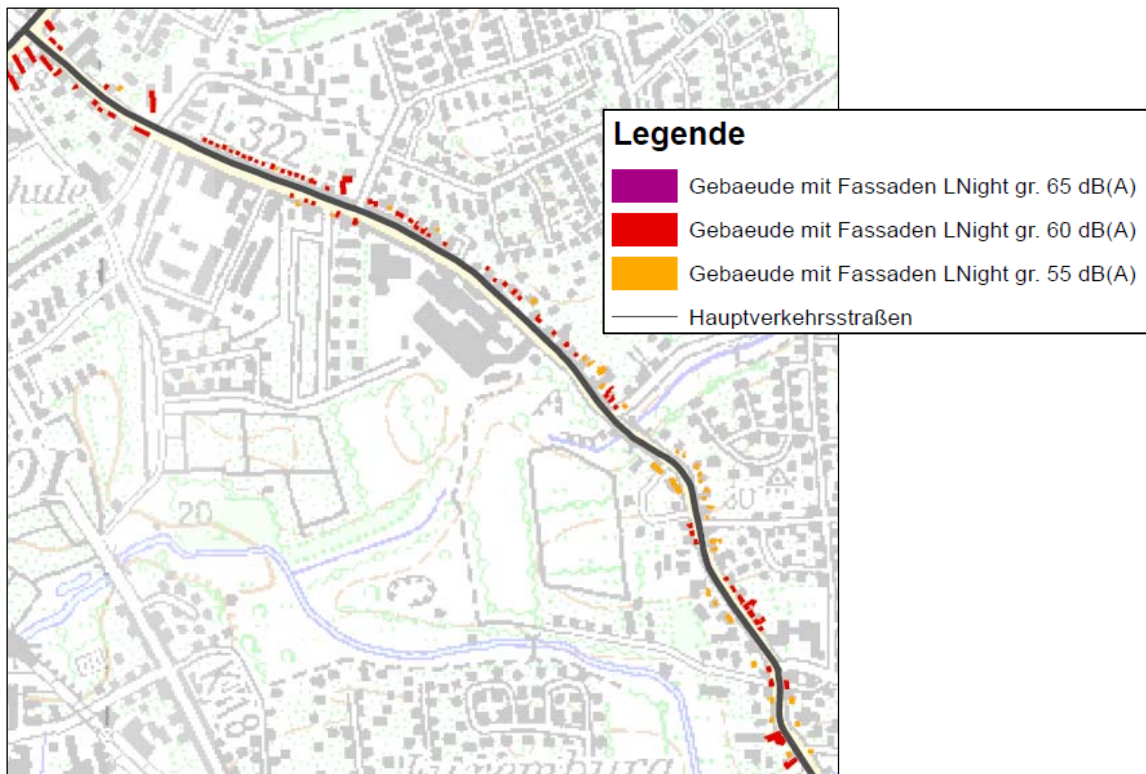 322
Legende
Gebaeude mit Fassaden LNight gr. 65 dB(A)
Gebaeude mit Fassaden LNight gr. 60 dB(A)
Gebaeude mit Fassaden LNight gr. 55 dB(A)
Hauptverkehrsstraßen
20